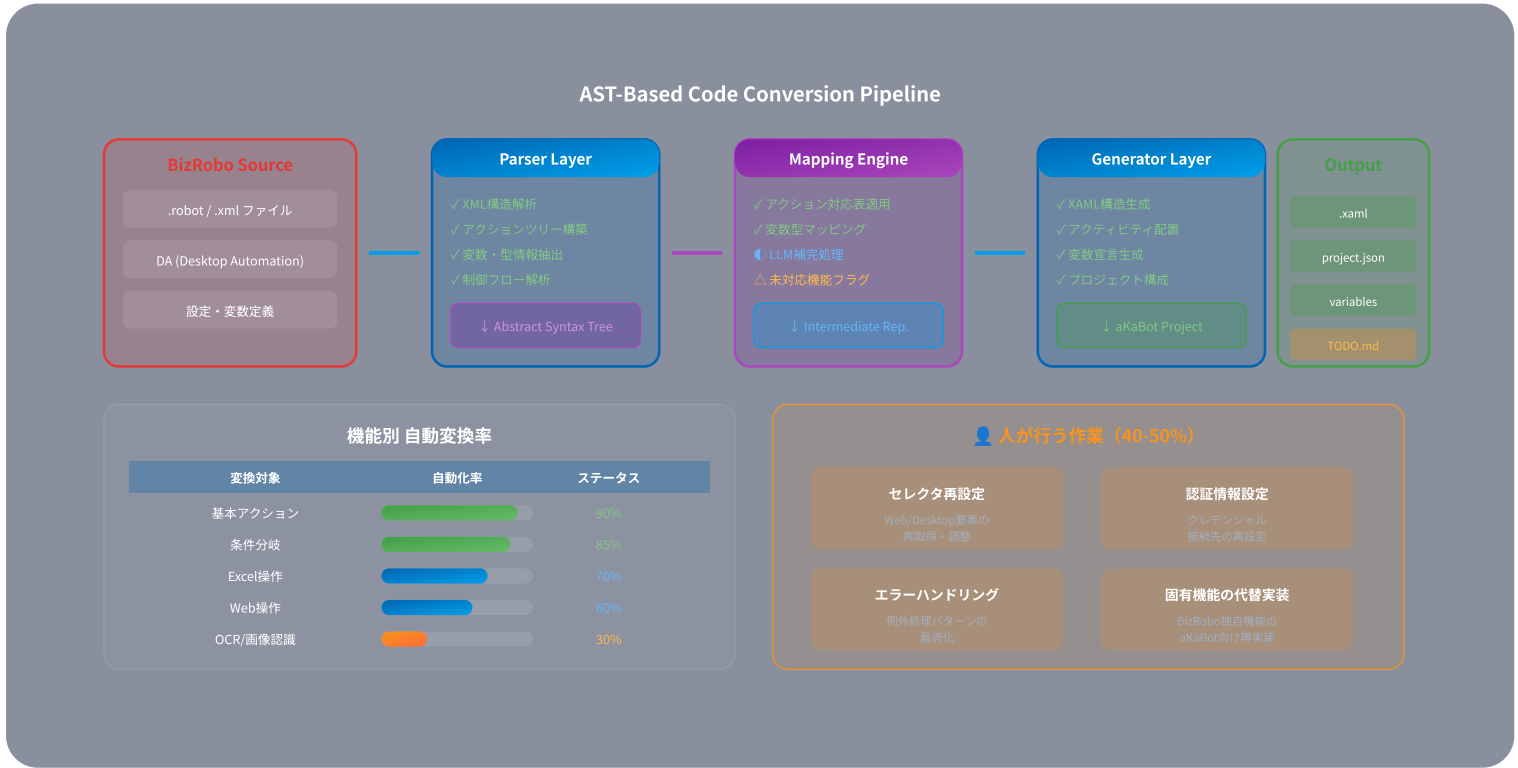 AST-Based Code Conversion Pipeline
BizRobo Source
.robot / .xml ファイル
DA (Desktop Automation)
設定・変数定義
Parser Layer
✓ XML構造解析
✓ アクションツリー構築
✓ 変数・型情報抽出
✓ 制御フロー解析
↓ Abstract Syntax Tree
Mapping Engine
✓ アクション対応表適用
✓ 変数型マッピング
◐ LLM補完処理
△ 未対応機能フラグ
↓ Intermediate Rep.
Generator Layer
✓ XAML構造生成
✓ アクティビティ配置
✓ 変数宣言生成
✓ プロジェクト構成
↓ aKaBot Project
Output
.xaml
project.json
variables
TODO.md
機能別 自動変換率
変換対象 自動化率 ステータス
基本アクション 90%
条件分岐 85%
Excel操作 70%
Web操作 60%
OCR/画像認識 30%
👤 人が行う作業（40-50%）
セレクタ再設定
Web/Desktop要素の
再取得・調整
認証情報設定
クレデンシャル
接続先の再設定
エラーハンドリング
例外処理パターンの
最適化
固有機能の代替実装
BizRobo独自機能の
aKaBot向け再実装